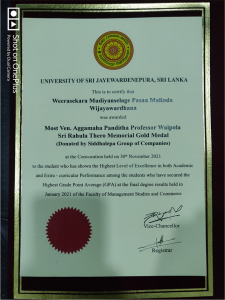 UNIVERSITY OF SRI JAYEWARDENEPURA, SRI LANKA
This is to certify that
Weerasekara Madiyanselage Pasan Maleesha
Wijayawardhana
was awarded
Most Ven. Aggamaha Panditha Professor Walpola
Sri Rahula Thero Memorial Gold Medal
(Donated by Siddhalepa Group of Companies)
at the Convocation held on 30th November 2021
to the student who has shown the Highest Level of Excellence in both Academic
and Extra - curricular Performance among the students who have secured the
Highest Grade Point Average (GPA) at the final degree results held in
January 2021 of the Faculty of Management Studies and Commerce
Vice-Chancellor
Registrar
Shot on OnePlus
Powered by Dual Camera